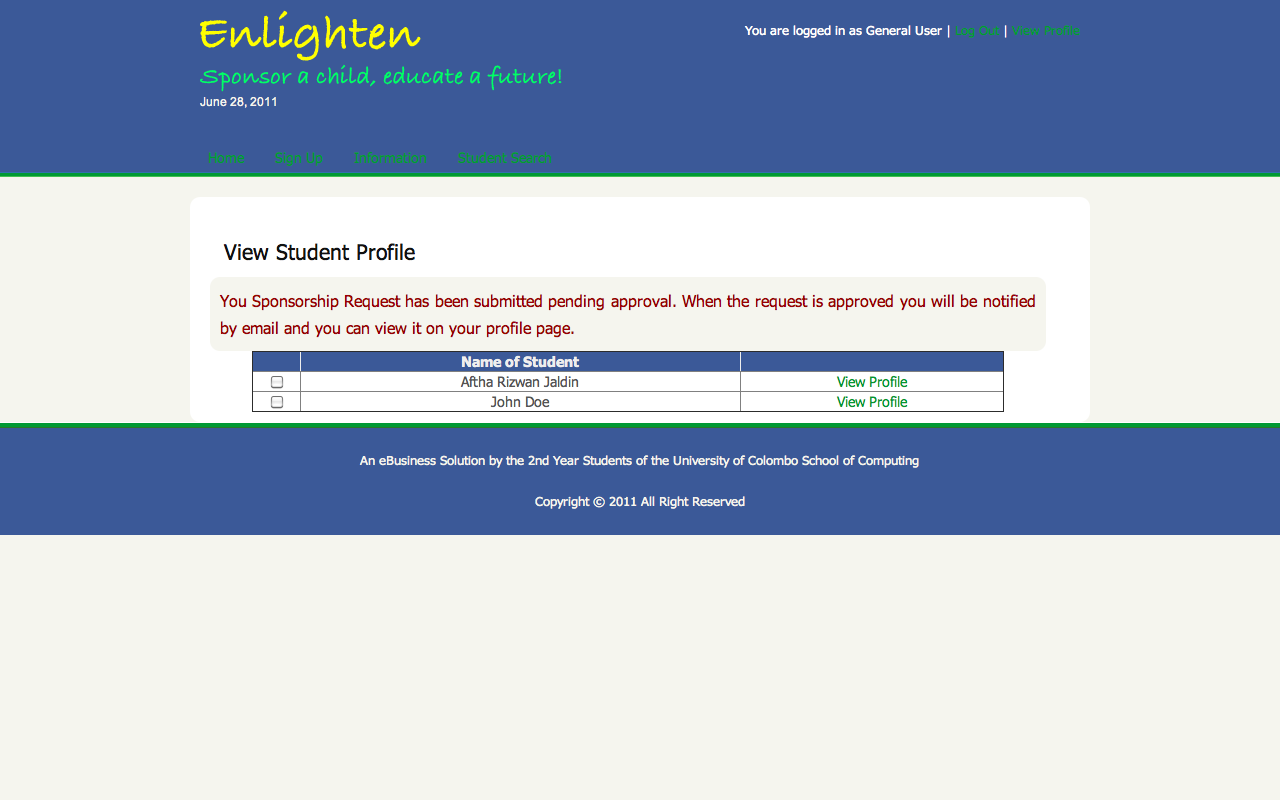 Enlighten
You are logged in as General User | Log Out | View Profile
Sponsor a child, educate a future!
June 28, 2011
Home Sign Up Information Student Search
View Student Profile
You Sponsorship Request has been submitted pending approval. When the request is approved you will be notified
by email and you can view it on your profile page.
Name of Student
Aftha Rizwan Jaldin View Profile
John Doe View Profile
An eBusiness Solution by the 2nd Year Students of the University of Colombo School of Computing
Copyright © 2011 All Right Reserved